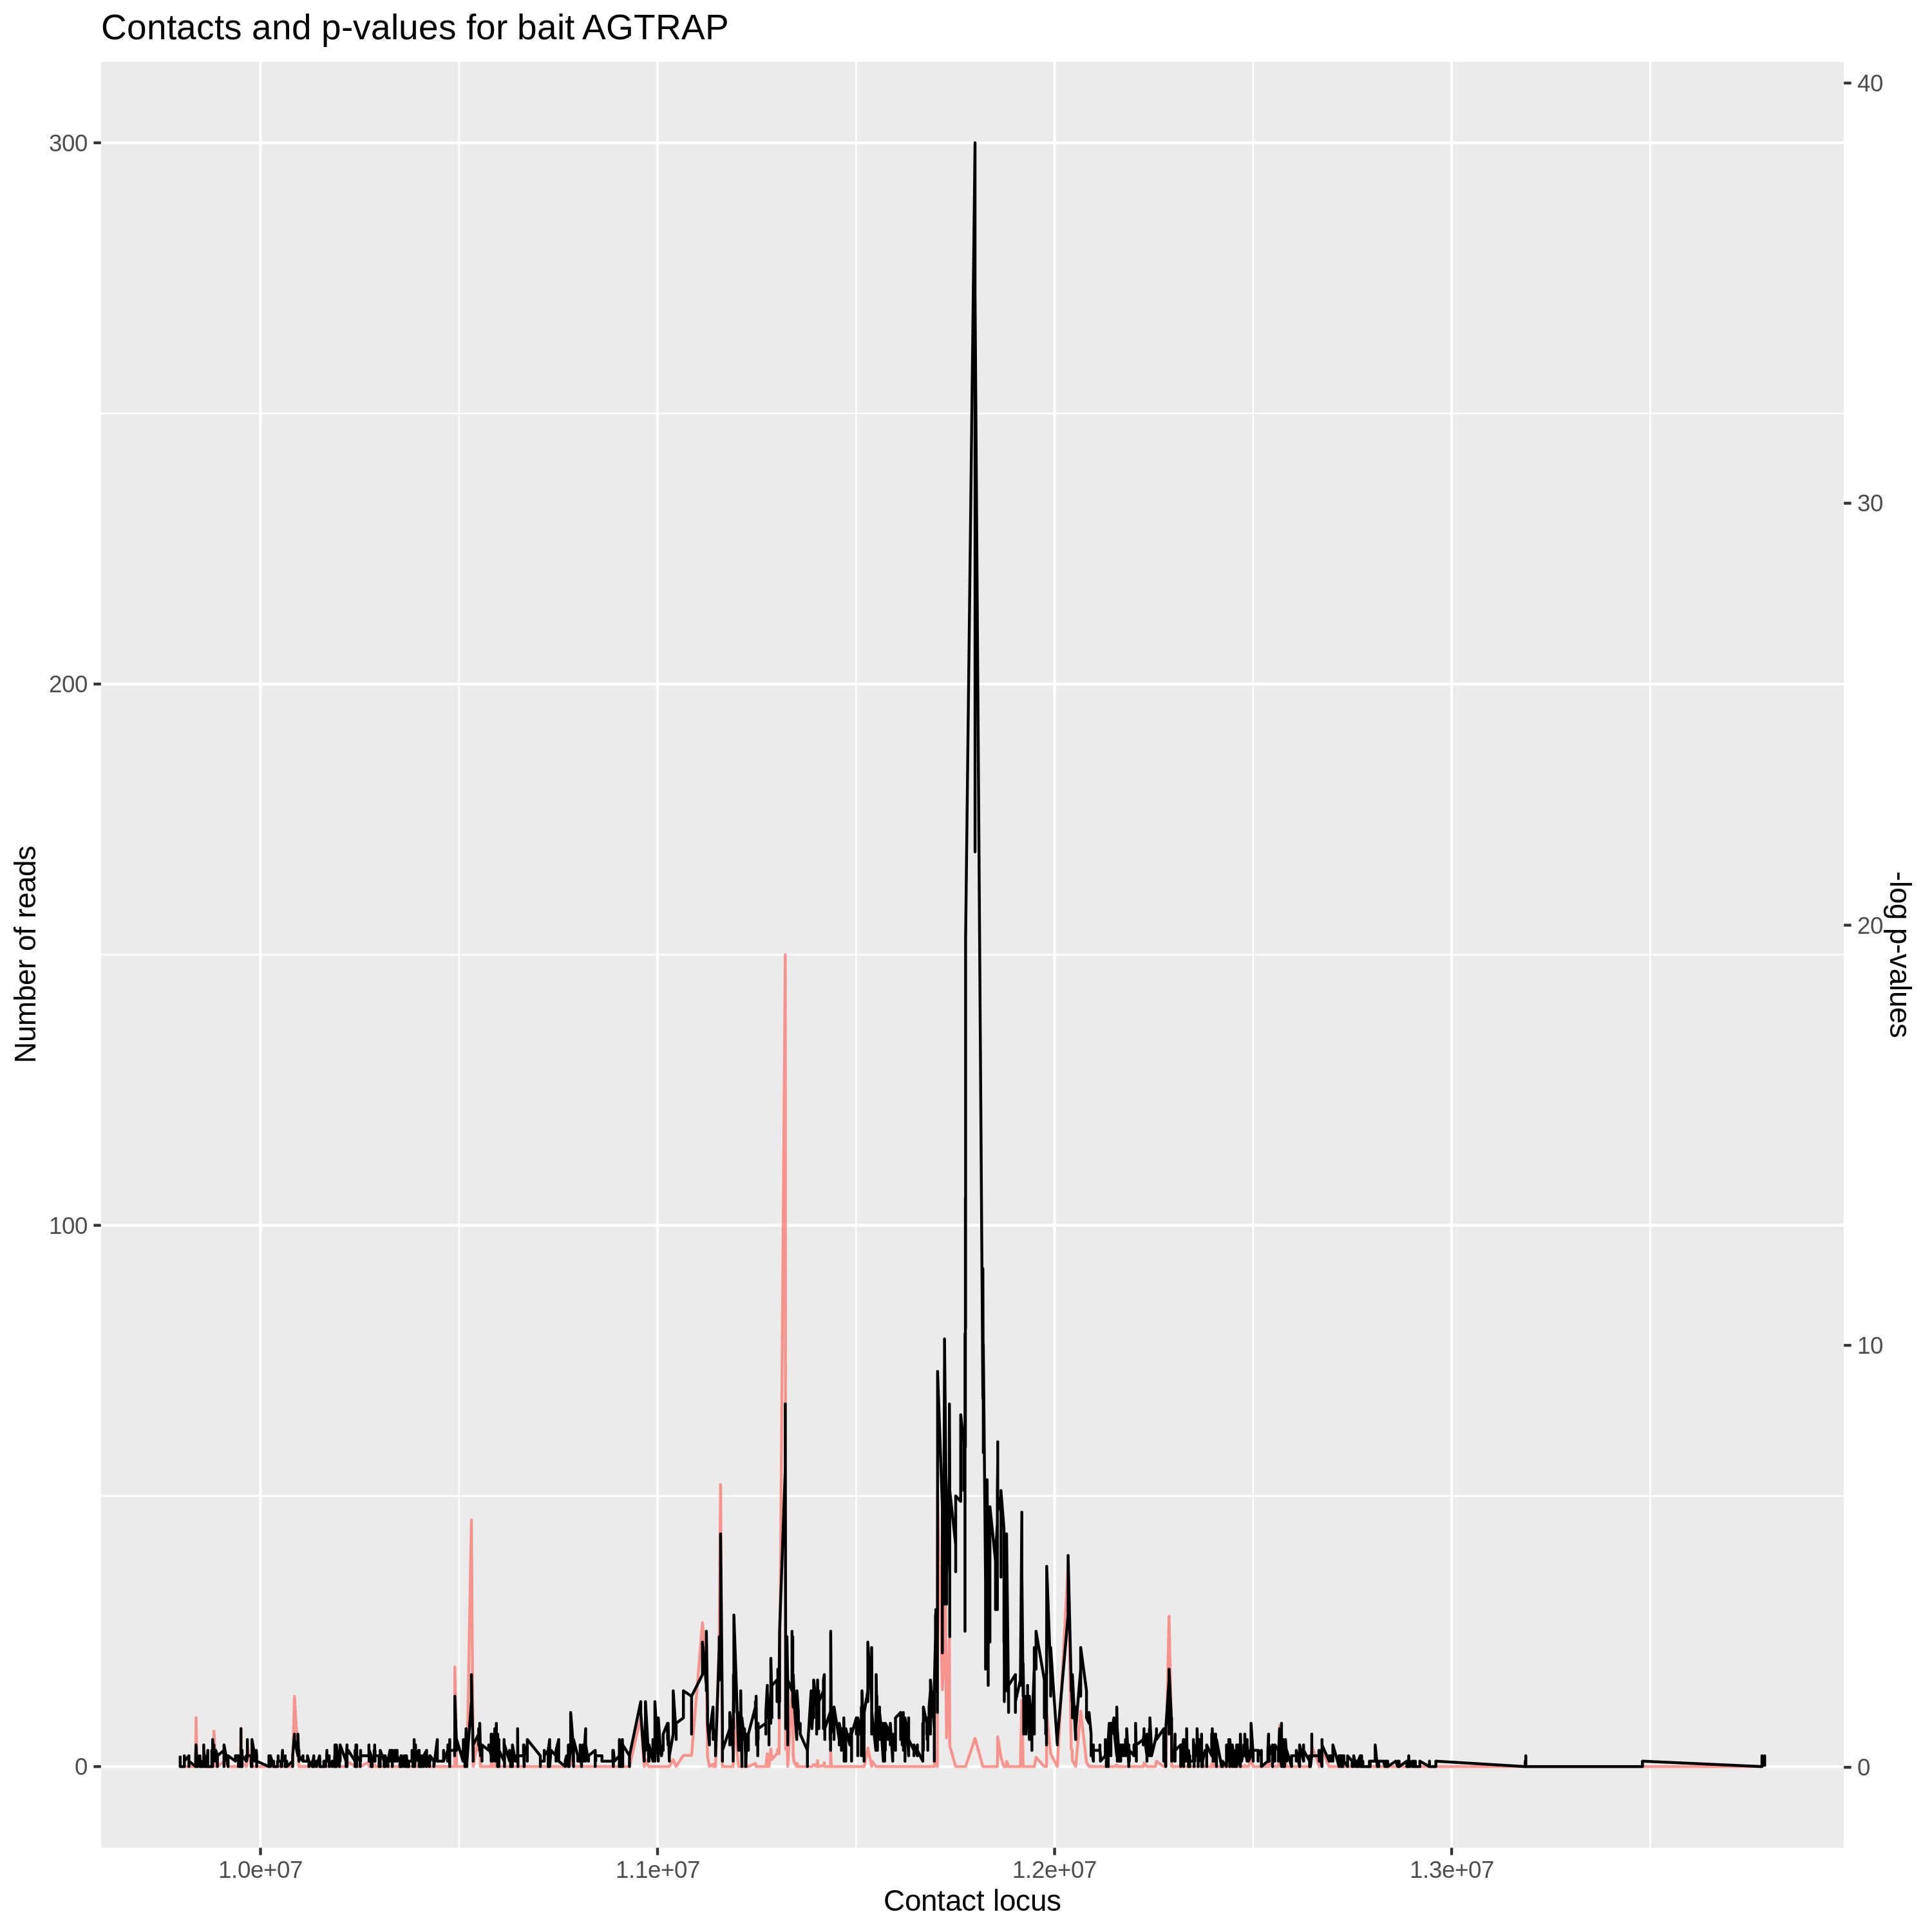 Contacts and p-values for bait AGTRAP
300
200
100
0
Number of reads
40
30
20
10
0
-log p-values
1.0e+07
1.1e+07
1.2e+07
1.3e+07
Contact locus